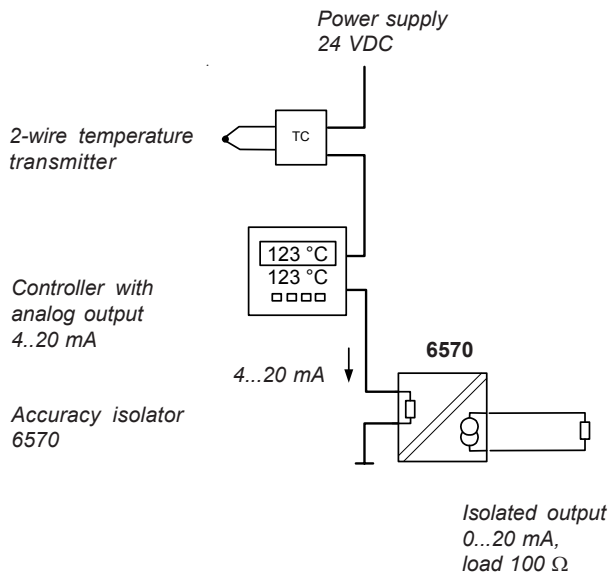 Power supply
24 VDC
2-wire temperature
transmitter
TC
123 °C
123 °C
Controller with
analog output
4..20 mA
4...20 mA
6570
Accuracy isolator
6570
Isolated output
0...20 mA,
load 100 Ω